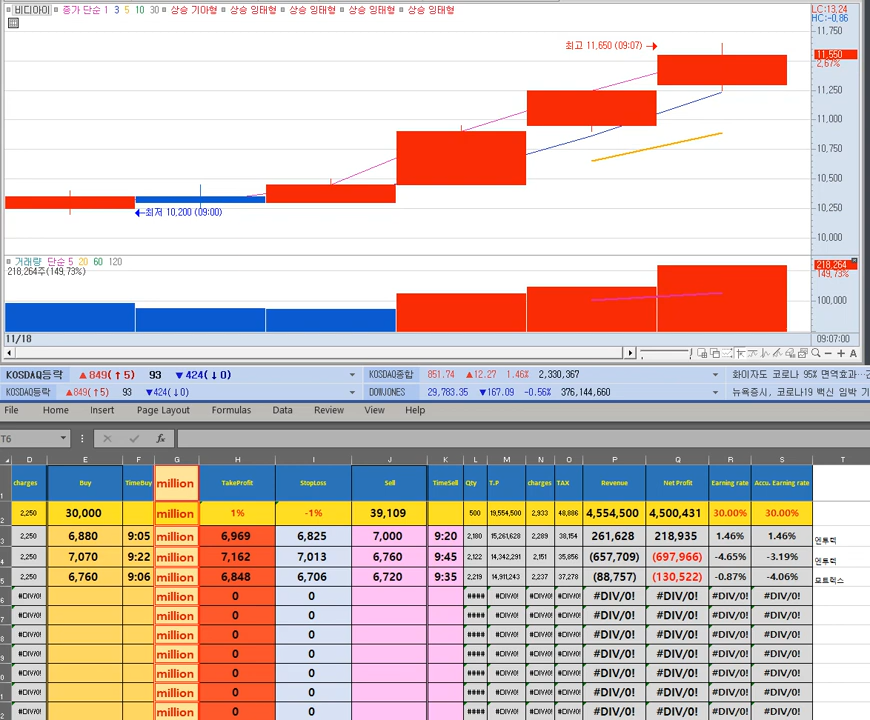 비디아이 종가 단순 1 3 5 10 30 상승 기아형 상승 잉태형 상승 잉태형 상승 잉태형 상승 잉태형
LC:13,24
HC:-0,86
11,750
최고 11,650 (09:07)
11,550
2,67%
11,250
11,000
10,750
10,500
최저 10,200 (09:00)
10,250
10,000
거래량 단순 5 20 60 120
218,264주(149,73%)
218,264
149,73%
100,000
11/18
09:07:00
KOSDAQ등락 ▲849(↑5) 93 ▼424(↓0) KOSDAQ종합 851.74 ▲12.27 1.46% 2,330,367 화이자도 코로나 95% 면역효과…긴
KOSDAQ등락 ▲849(↑5) 93 ▼424(↓0) DOWJONES 29,783.35 ▼167.09 -0.56% 376,144,660 뉴욕증시, 코로나19 백신 임박 기
File Home Insert Page Layout Formulas Data Review View Help
T6 fx
D E F G H I J K L M N O P Q R S T
1 charges Buy TimeBuy million TakeProfit StopLoss Sell TimeSell Qty T.P charges TAX Revenue Net Profit Earning rate Accu. Earning rate
2 2,250 30,000 million 1% -1% 39,109 500 19,554,500 2,933 48,886 4,554,500 4,500,431 30.00% 30.00%
3 2,250 6,880 9:05 million 6,969 6,825 7,000 9:20 2,180 15,261,628 2,289 38,154 261,628 218,935 1.46% 1.46%
4 2,250 7,070 9:22 million 7,162 7,013 6,760 9:45 2,122 14,342,291 2,151 35,856 (657,709) (697,966) -4.65% -3.19%
5 2,250 6,760 9:06 million 6,848 6,706 6,720 9:35 2,219 14,911,243 2,237 37,278 (88,757) (130,522) -0.87% -4.06%
6 #DIV/0! million 0 0 #### #DIV/0! #DIV/0! #DIV/0! #DIV/0! #DIV/0! #DIV/0! #DIV/0!
7 #DIV/0! million 0 0 #### #DIV/0! #DIV/0! #DIV/0! #DIV/0! #DIV/0! #DIV/0! #DIV/0!
8 #DIV/0! million 0 0 #### #DIV/0! #DIV/0! #DIV/0! #DIV/0! #DIV/0! #DIV/0! #DIV/0!
9 #DIV/0! million 0 0 #### #DIV/0! #DIV/0! #DIV/0! #DIV/0! #DIV/0! #DIV/0! #DIV/0!
0 #DIV/0! million 0 0 #### #DIV/0! #DIV/0! #DIV/0! #DIV/0! #DIV/0! #DIV/0! #DIV/0!
1 #DIV/0! million 0 0 #### #DIV/0! #DIV/0! #DIV/0! #DIV/0! #DIV/0! #DIV/0! #DIV/0!
2 #DIV/0! million 0 0 #### #DIV/0! #DIV/0! #DIV/0! #DIV/0! #DIV/0! #DIV/0! #DIV/0!